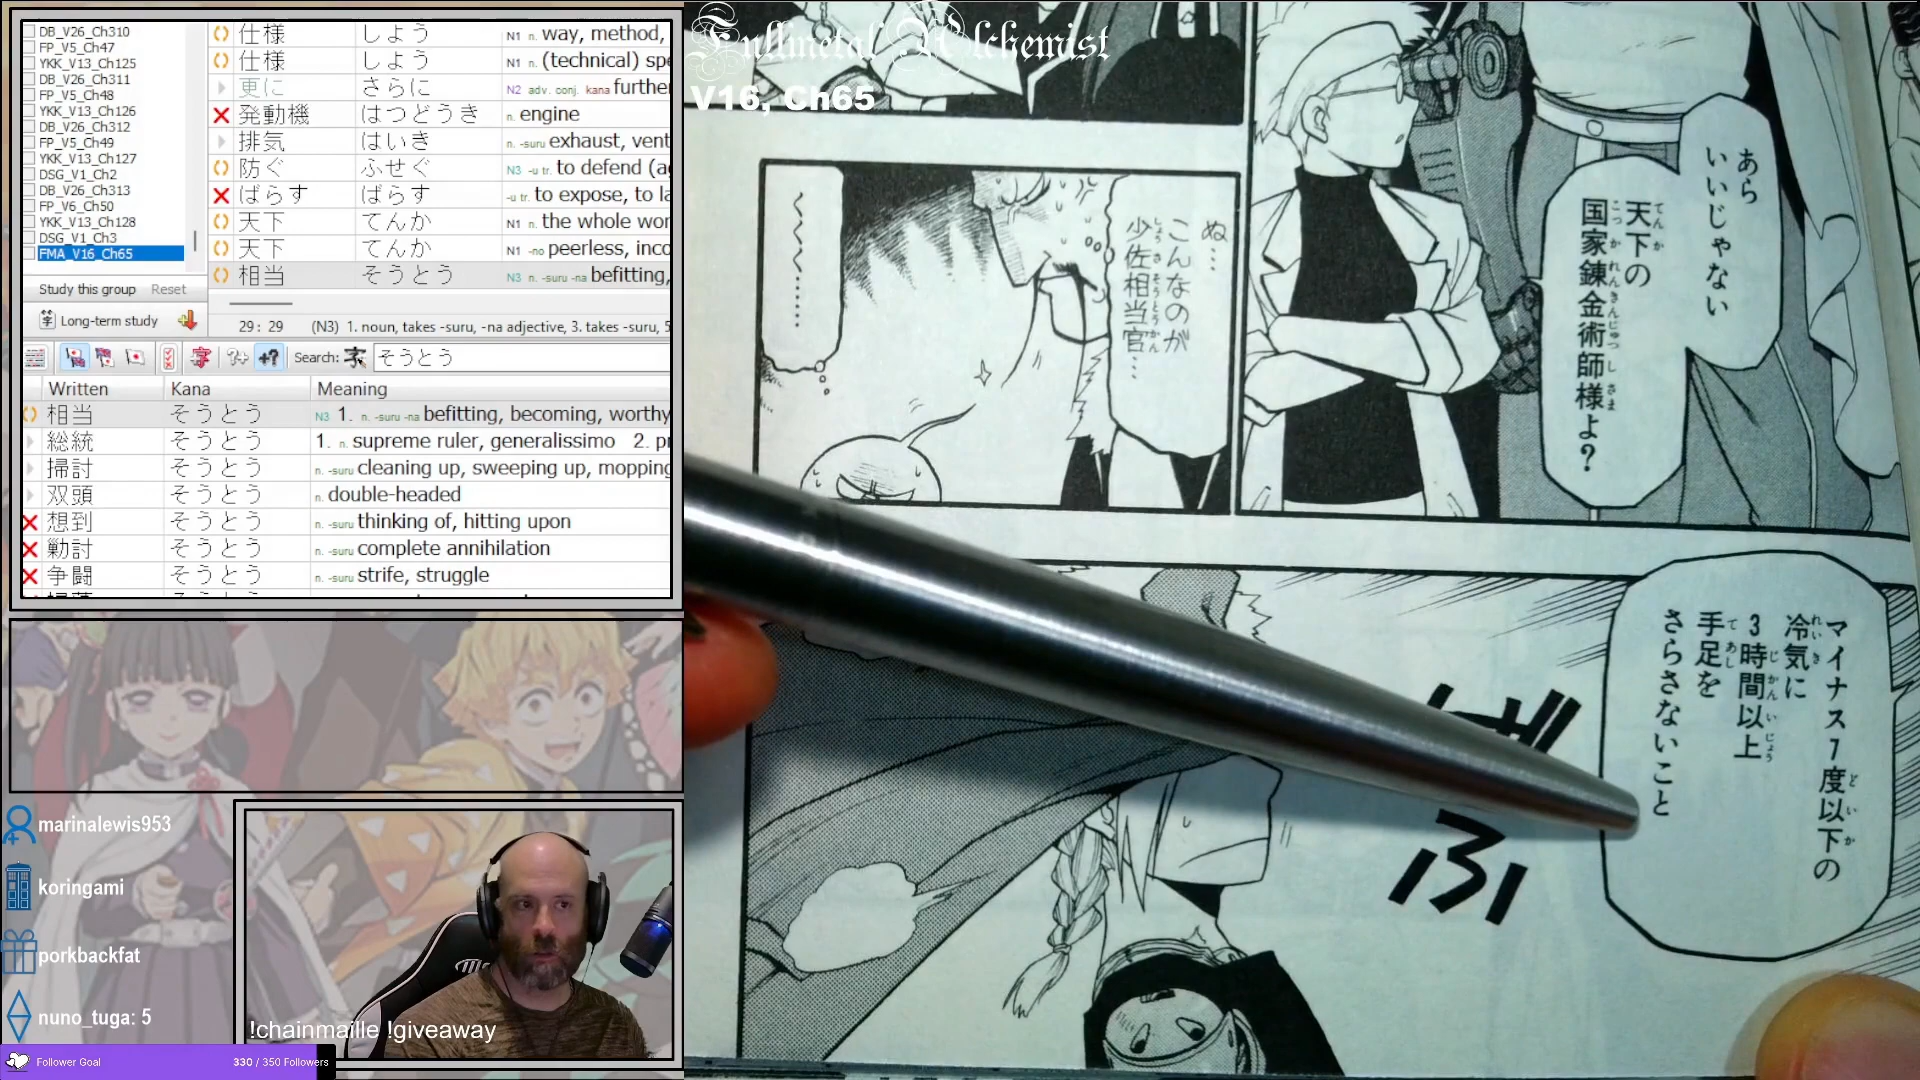 DB_V26_Ch310
FP_V5_Ch47
YKK_V13_Ch125
DB_V26_Ch311
FP_V5_Ch48
YKK_V13_Ch126
DB_V26_Ch312
FP_V5_Ch49
YKK_V13_Ch127
DSG_V1_Ch2
DB_V26_Ch313
FP_V6_Ch50
YKK_V13_Ch128
DSG_V1_Ch3
FMA_V16_Ch65
Study this group Reset
Long-term study
仕様 しよう N1 n. way, method,
仕様 しよう N1 n. (technical) spe
更に さらに N2 adv. conj. kana furthe
発動機 はつどうき n. engine
排気 はいき n. -suru exhaust, vent
防ぐ ふせぐ N3 -u tr. to defend (a
ばらす ばらす -u tr. to expose, to la
天下 てんか N1 n. the whole wor
天下 てんか N1 -no peerless, inco
相当 そうとう N3 n. -suru -na befitting,
29: 29 (N3) 1. noun, takes -suru, -na adjective, 3. takes -suru, 5
Search: そうとう
Written Kana Meaning
相当 そうとう N3 1. n. -suru -na befitting, becoming, worthy
総統 そうとう 1. n. supreme ruler, generalissimo 2. p
掃討 そうとう n. -suru cleaning up, sweeping up, mopping
双頭 そうとう n. double-headed
想到 そうとう n. -suru thinking of, hitting upon
勦討 そうとう n. -suru complete annihilation
争闘 そうとう n. -suru strife, struggle
marinalewis953
koringami
porkbackfat
nuno_tuga: 5
Follower Goal 330 / 350 Followers
!chainmaille !giveaway
Fullmetal Alchemist
V16, Ch65
あら
いいじゃない
天下の
国家錬金術師様よ?
ぬ…
こんなのが
少佐相当官…
マイナス7度以下の
冷気に
3時間以上
手足を
さらさないこと
ふ